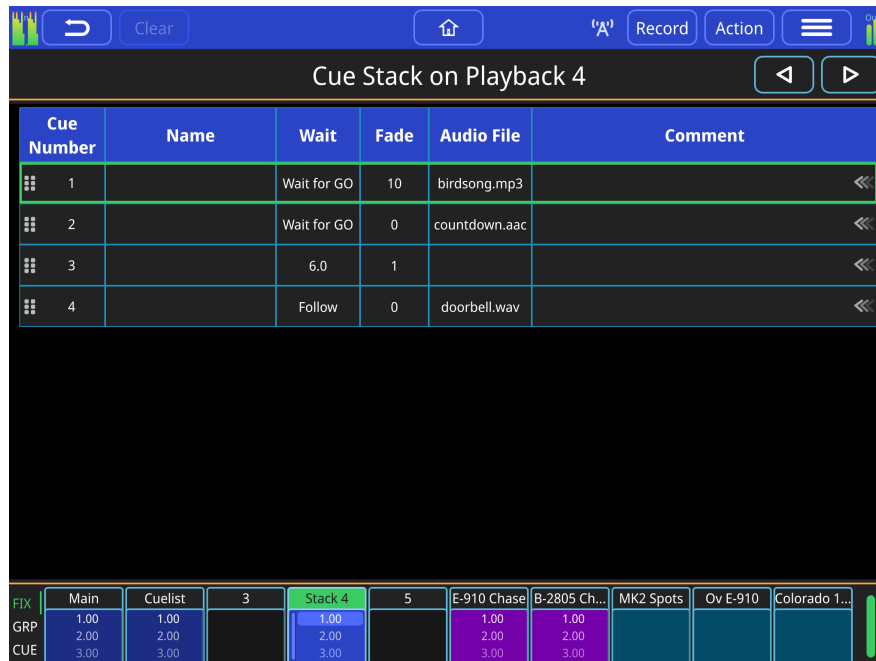 In
Clear
Record
Action
Ou
Cue Stack on Playback 4
Cue Number Name Wait Fade Audio File Comment
1 Wait for GO 10 birdsong.mp3
2 Wait for GO 0 countdown.aac
3 6.0 1
4 Follow 0 doorbell.wav
FIX Main Cuelist 3 Stack 4 5 E-910 Chase B-2805 Ch... MK2 Spots Ov E-910 Colorado 1...
GRP 1.00 1.00 1.00 1.00 1.00
2.00 2.00 2.00 2.00 2.00
CUE 3.00 3.00 3.00 3.00 3.00